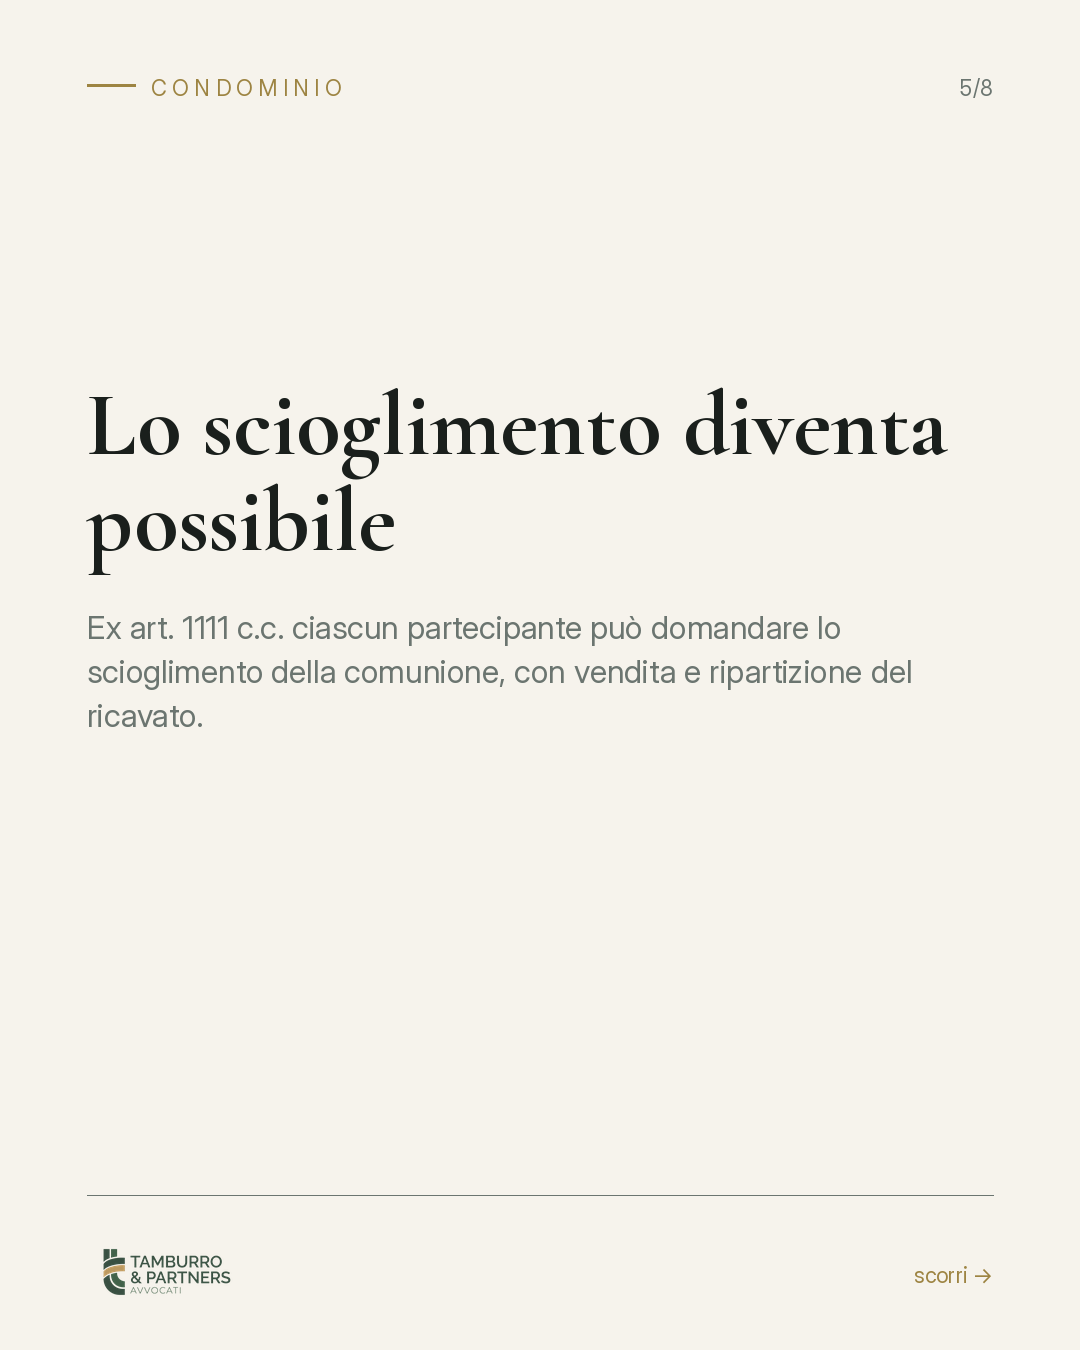 CONDOMINIO
5/8
Lo scioglimento diventa
possibile
Ex art. 1111 c.c. ciascun partecipante può domandare lo
scioglimento della comunione, con vendita e ripartizione del
ricavato.
TAMBURRO
& PARTNERS
AVVOCATI
scorri →